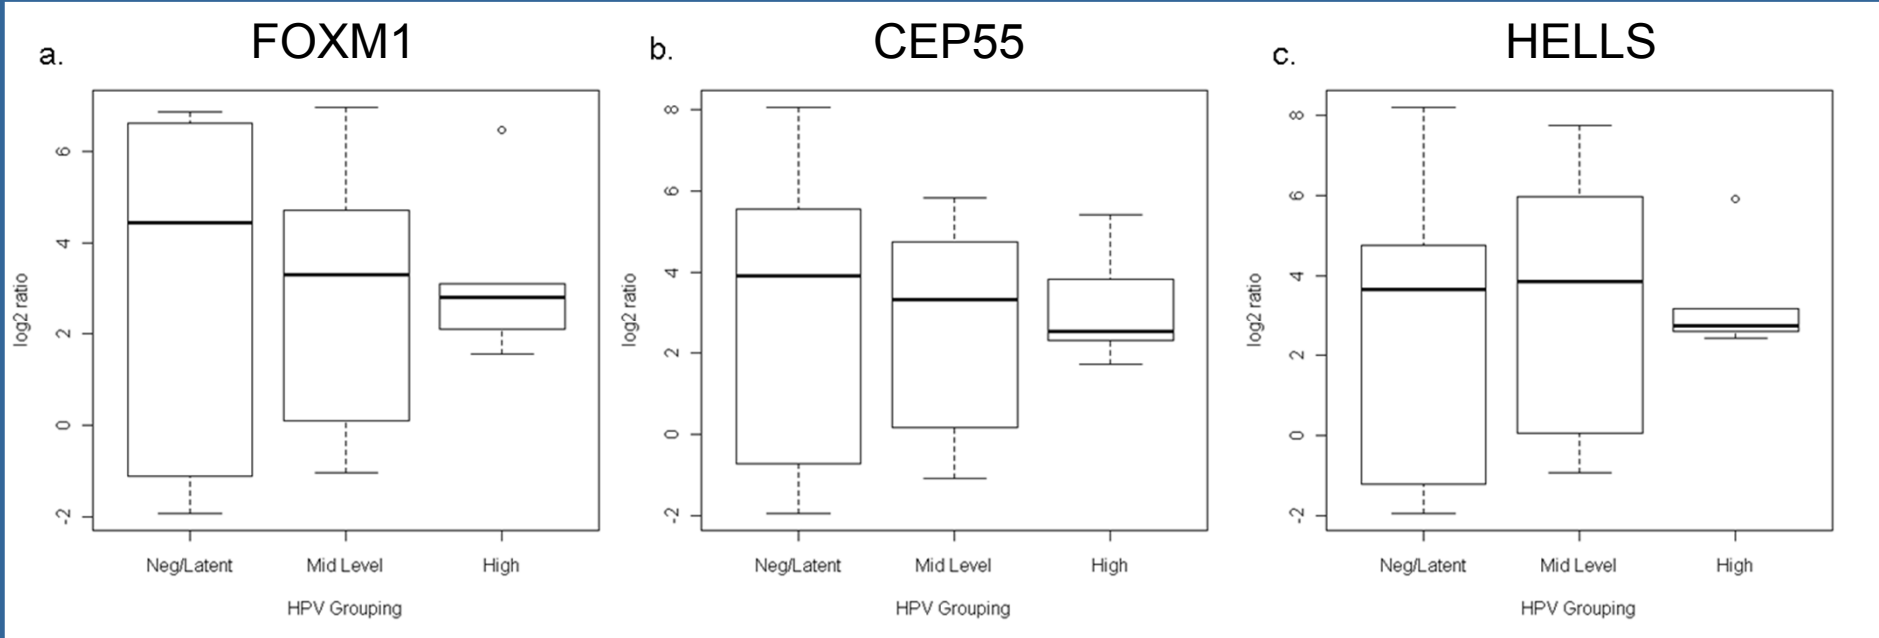 a.
FOXM1
log2 ratio
6
4
2
0
-2
Neg/Latent Mid Level High
HPV Grouping
b.
CEP55
log2 ratio
8
6
4
2
0
-2
Neg/Latent Mid Level High
HPV Grouping
c.
HELLS
log2 ratio
8
6
4
2
0
-2
Neg/Latent Mid Level High
HPV Grouping